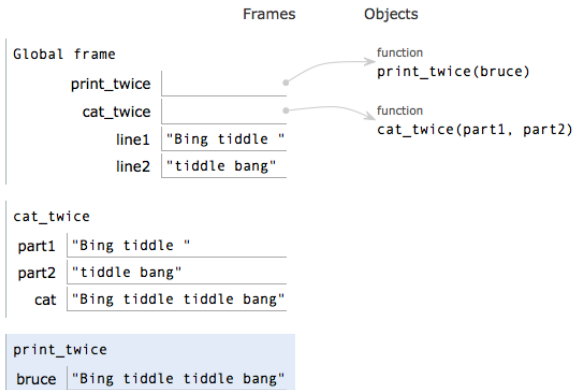 Frames Objects
Global frame
function
print_twice(bruce)
print_twice
function
cat_twice
cat_twice(part1, part2)
line1 "Bing tiddle "
line2 "tiddle bang"
cat_twice
part1 "Bing tiddle "
part2 "tiddle bang"
cat "Bing tiddle tiddle bang"
print_twice
bruce "Bing tiddle tiddle bang"